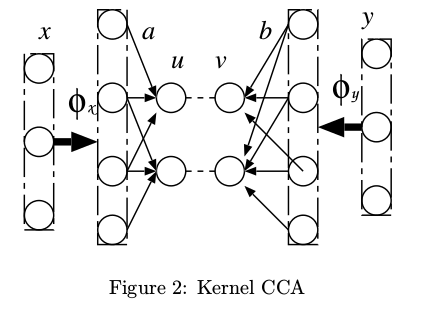 x a b y
u v
ϕx ϕy
Figure 2: Kernel CCA